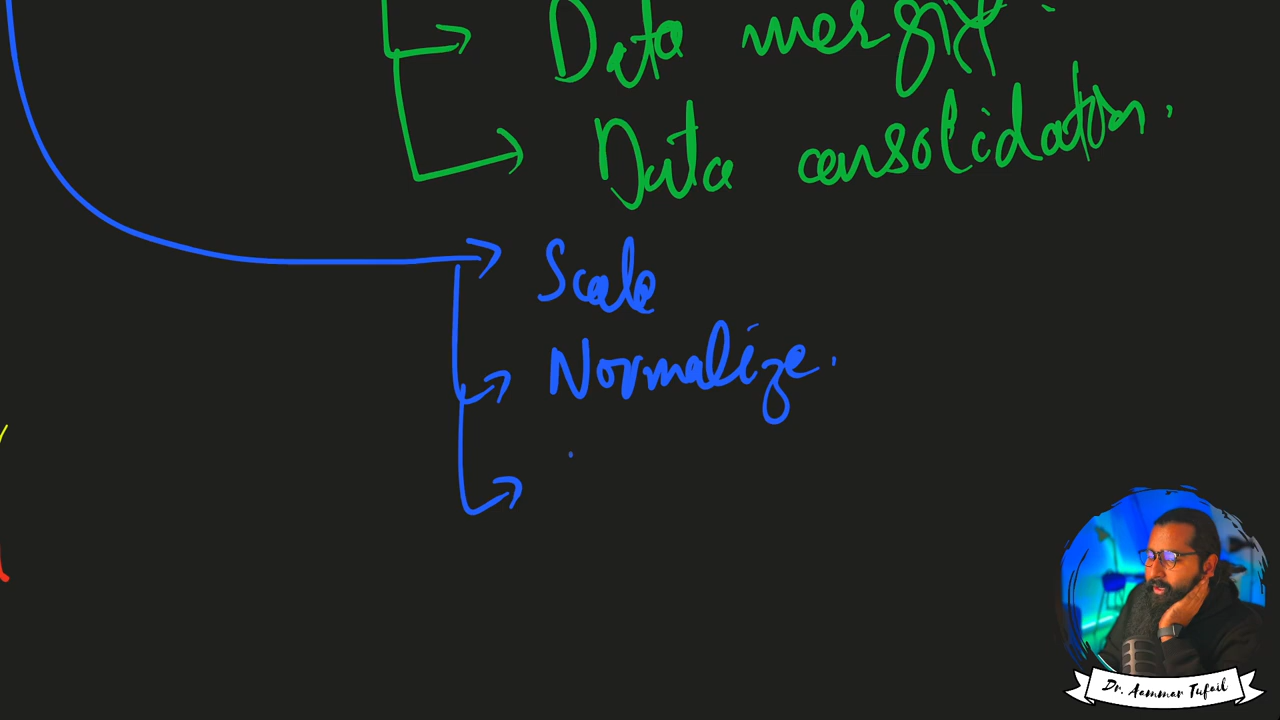 Data merging.
Data consolidation.
Scale
Normalize.
Dr. Aammar Tufail